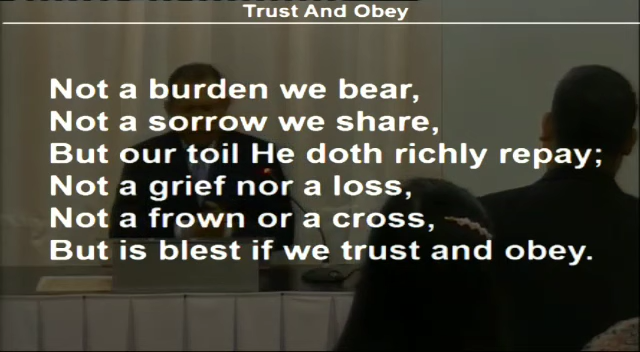 Trust And Obey
Not a burden we bear,
Not a sorrow we share,
But our toil He doth richly repay;
Not a grief nor a loss,
Not a frown or a cross,
But is blest if we trust and obey.